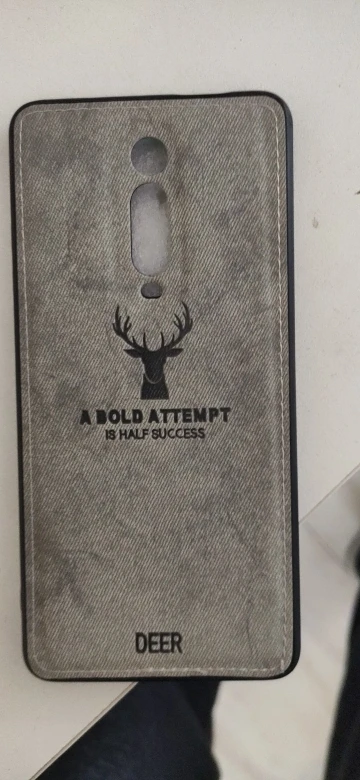 A BOLD ATTEMPT
IS HALF SUCCESS
DEER